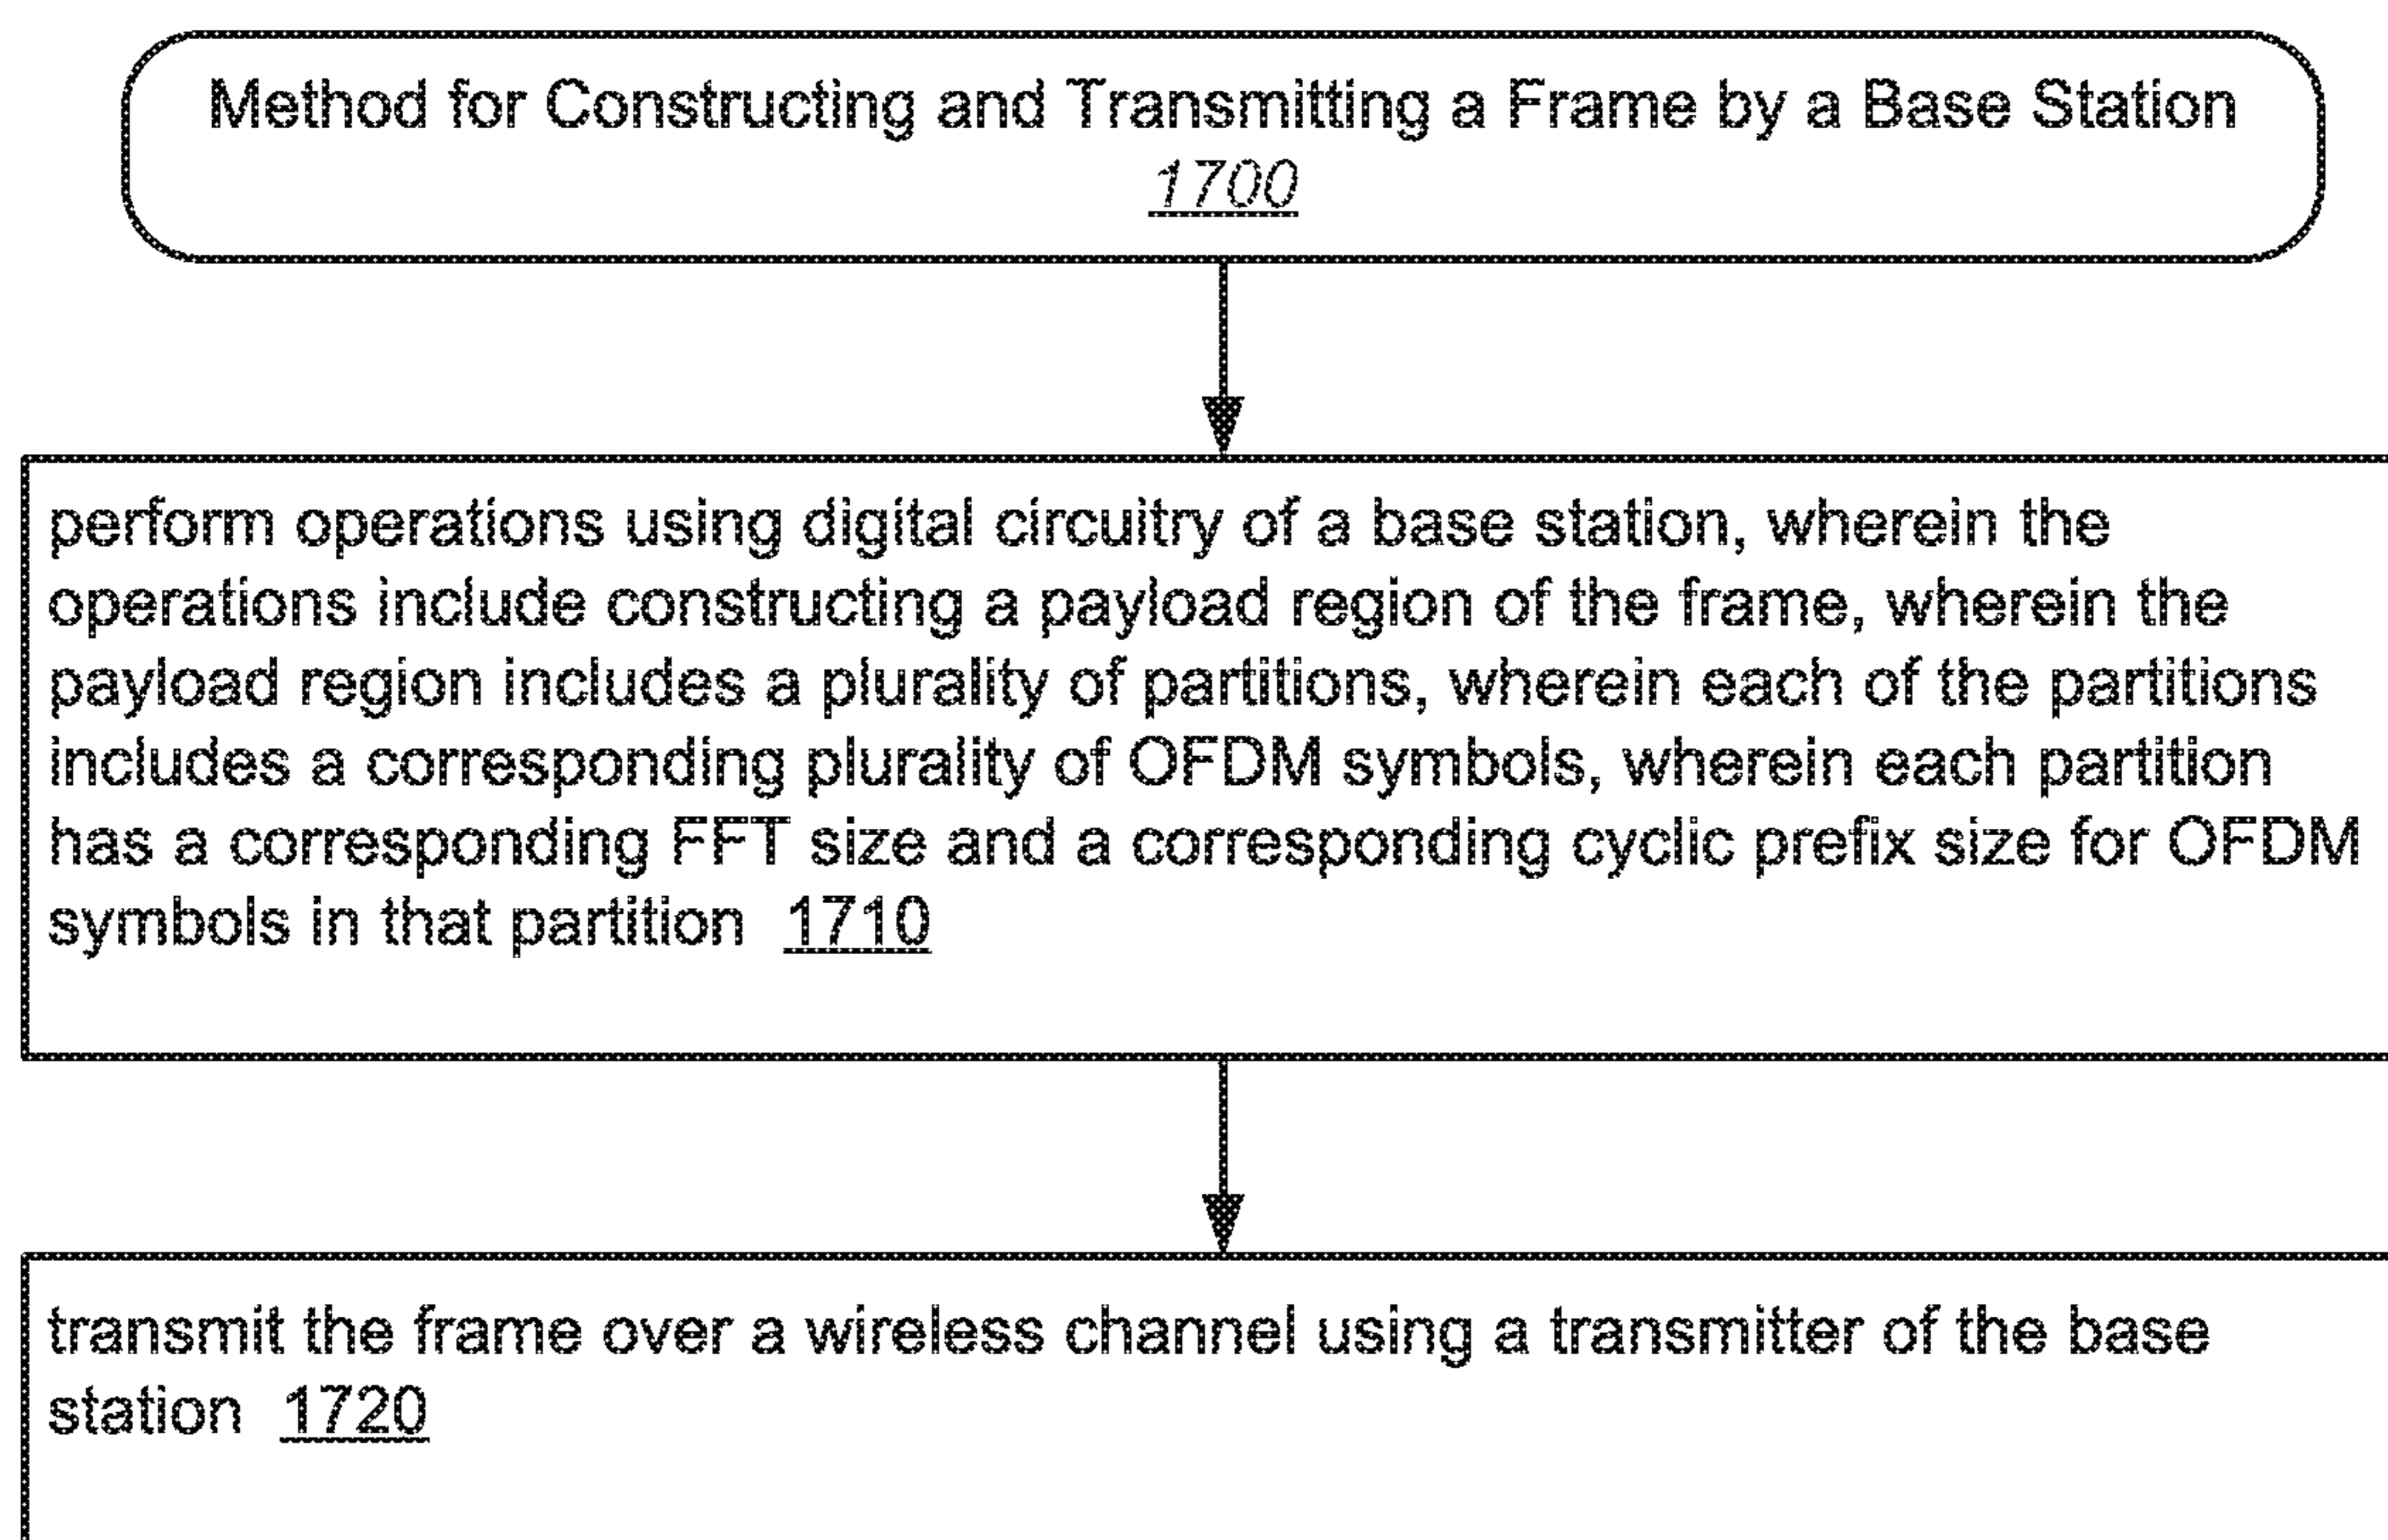 Method for Constructing and Transmitting a Frame by a Base Station
1700
perform operations using digital circuitry of a base station, wherein the
operations include constructing a payload region of the frame, wherein the
payload region includes a plurality of partitions, wherein each of the partitions
includes a corresponding plurality of OFDM symbols, wherein each partition
has a corresponding FFT size and a corresponding cyclic prefix size for OFDM
symbols in that partition 1710
transmit the frame over a wireless channel using a transmitter of the base
station 1720